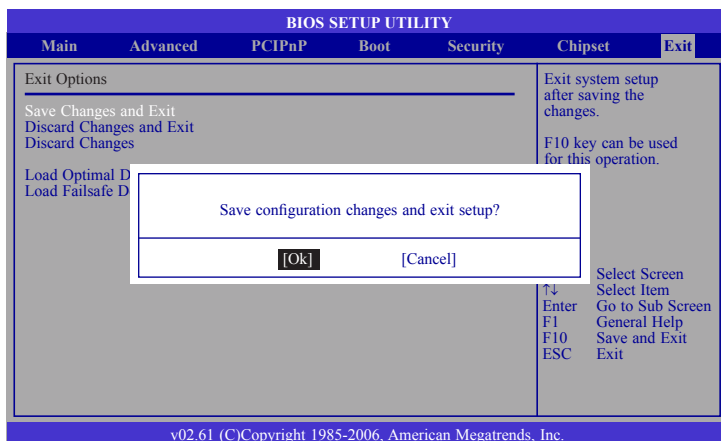 BIOS SETUP UTILITY
Main Advanced PCIPnP Boot Security Chipset Exit
Exit Options
Save Changes and Exit
Discard Changes and Exit
Discard Changes
Load Optimal D
Load Failsafe D
Exit system setup
after saving the
changes.
F10 key can be used
for this operation.
Save configuration changes and exit setup?
[Ok] [Cancel]
Select Screen
↑↓ Select Item
Enter Go to Sub Screen
F1 General Help
F10 Save and Exit
ESC Exit
v02.61 (C)Copyright 1985-2006, American Megatrends, Inc.